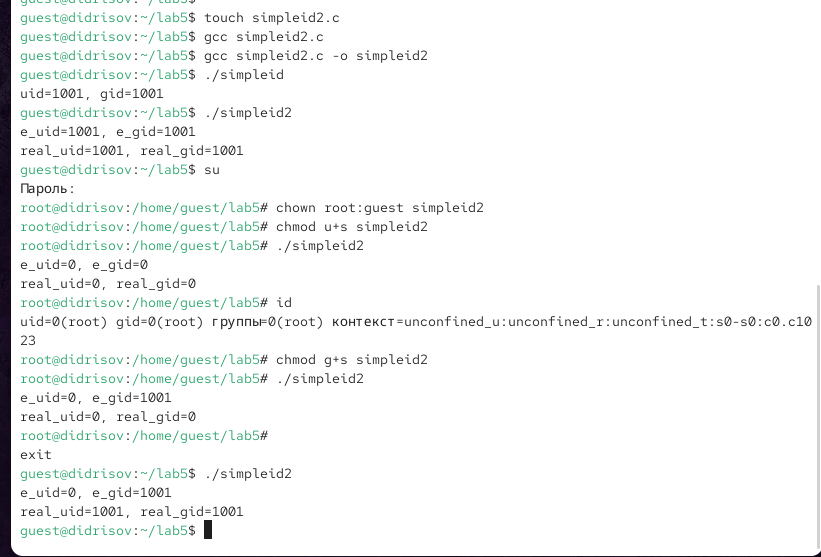 guest@didrisov:~/lab5$ touch simpleid2.c
guest@didrisov:~/lab5$ gcc simpleid2.c
guest@didrisov:~/lab5$ gcc simpleid2.c -o simpleid2
guest@didrisov:~/lab5$ ./simpleid
uid=1001, gid=1001
guest@didrisov:~/lab5$ ./simpleid2
e_uid=1001, e_gid=1001
real_uid=1001, real_gid=1001
guest@didrisov:~/lab5$ su
Пароль:
root@didrisov:/home/guest/lab5# chown root:guest simpleid2
root@didrisov:/home/guest/lab5# chmod u+s simpleid2
root@didrisov:/home/guest/lab5# ./simpleid2
e_uid=0, e_gid=0
real_uid=0, real_gid=0
root@didrisov:/home/guest/lab5# id
uid=0(root) gid=0(root) группы=0(root) контекст=unconfined_u:unconfined_r:unconfined_t:s0-s0:c0.c10
23
root@didrisov:/home/guest/lab5# chmod g+s simpleid2
root@didrisov:/home/guest/lab5# ./simpleid2
e_uid=0, e_gid=1001
real_uid=0, real_gid=0
root@didrisov:/home/guest/lab5#
exit
guest@didrisov:~/lab5$ ./simpleid2
e_uid=0, e_gid=1001
real_uid=1001, real_gid=1001
guest@didrisov:~/lab5$